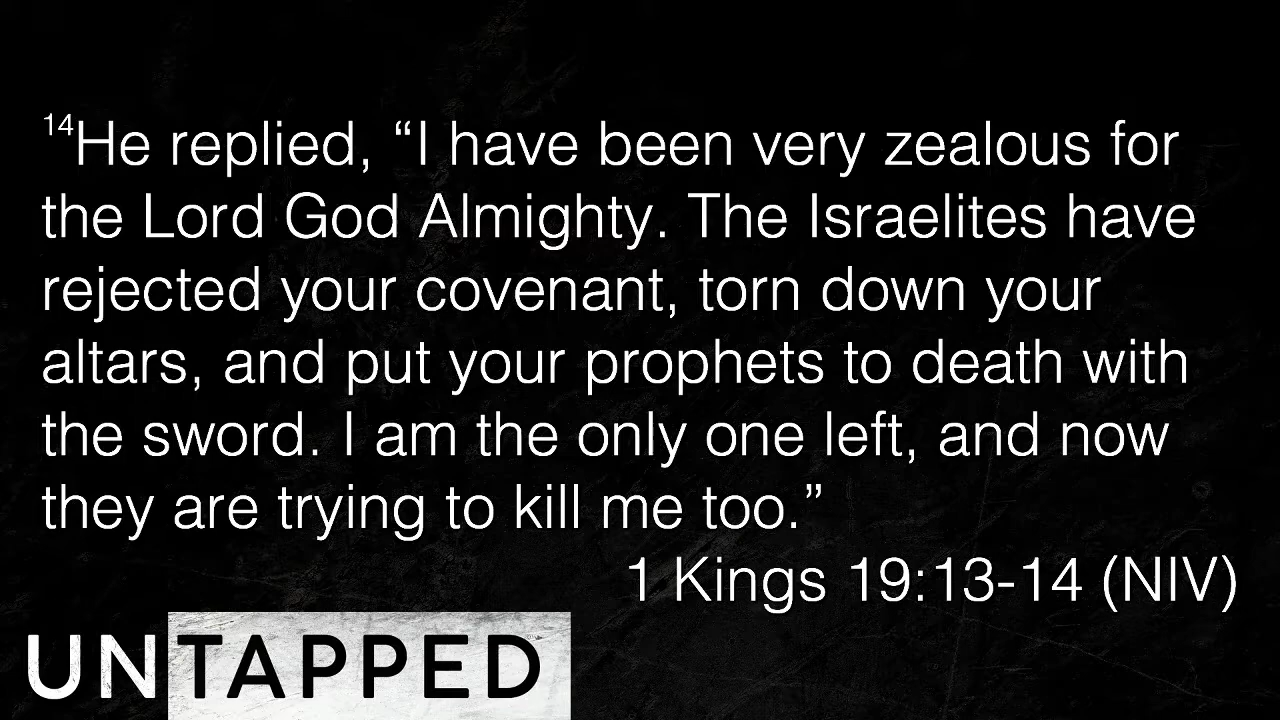 14He replied, “I have been very zealous for
the Lord God Almighty. The Israelites have
rejected your covenant, torn down your
altars, and put your prophets to death with
the sword. I am the only one left, and now
they are trying to kill me too.”
1 Kings 19:13-14 (NIV)
UNTAPPED